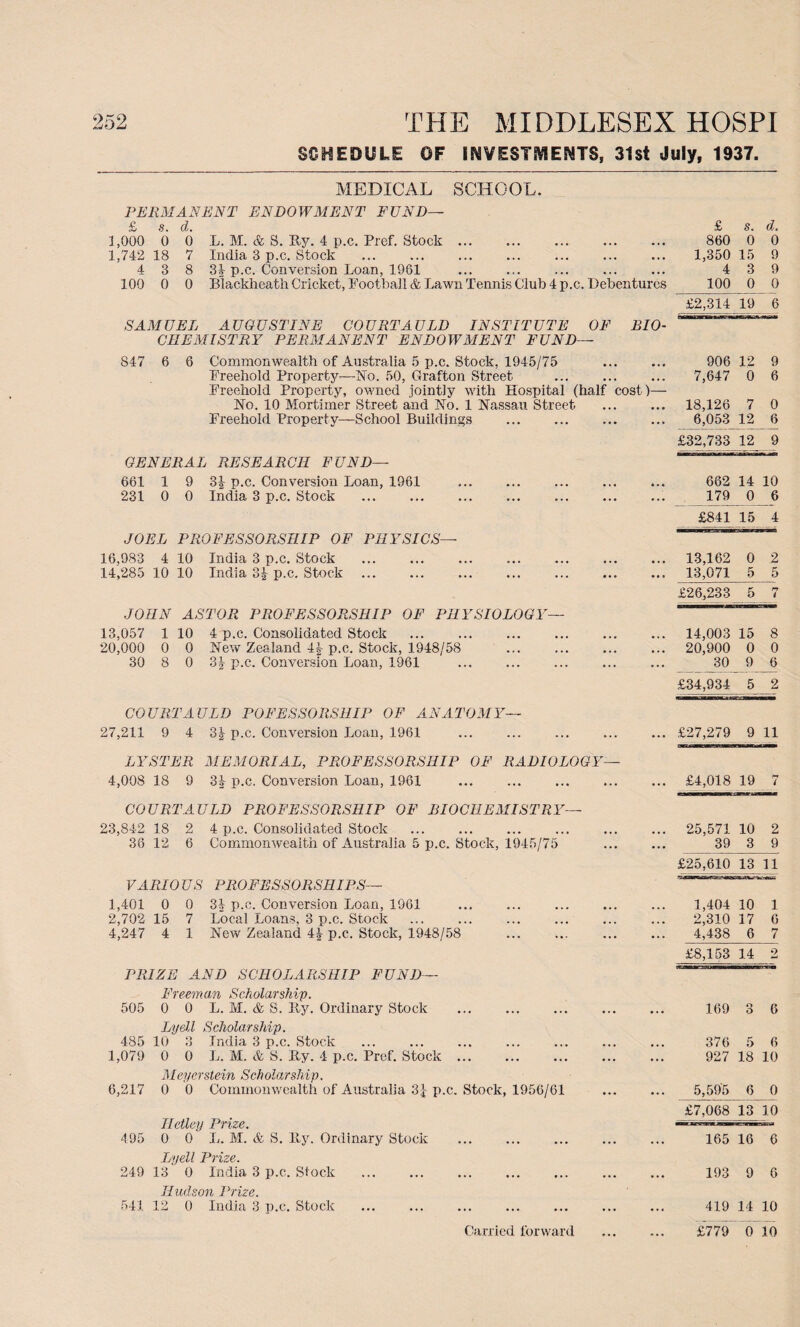 252 THE MIDDLESEX HOSPI
SCHEDULE OF INVESTMENTS, 31st July, 1937.
MEDICAL SCHOOL.
PERMANENT ENDOWMENT FUND—
£ s. d. £ s. d.
1,000 0 0 L. M. & S. Ry. 4 p.c. Pref. Stock ... ... ... ... ... 860 0 0
1,742 18 7 India 3 p.c. Stock ... ... ... ... ... ... ... 1,350 15 9
4 3 8 3½ p.c. Conversion Loan, 1961 ... ... ... ... ... 4 3 9
100 0 0 Blackheath Cricket, Football & Lawn Tennis Club 4 p.c. Debentures 100 0 0
£2,314 19 6
SAMUEL AUGUSTINE COURTAULD INSTITUTE OF BIO-
CHEMISTRY PERMANENT ENDOWMENT FUND—
847 6 6 Commonwealth of Australia 5 p.c. Stock, 1945/75 ... ... 906 12 9
Freehold Property—No. 50, Grafton Street ... ... ... 7,647 0 6
Freehold Property, owned jointly with Hospital (half cost)—
No. 10 Mortimer Street and No. 1 Nassau Street ... ... 18,126 7 0
Freehold Property—School Buildings ... ... ... ... 6,053 12 6
£32,733 12 9
GENERAL RESEARCH FUND—
661 1 9 3½ p.c. Conversion Loan, 1961 ... ... ... ... ... 662 14 10
231 0 0 India 3 p.c. Stock ... ... ... ... ... ... ... 179 0 6
£841 15 4
JOEL PROFESSORSHIP OF PHYSICS—
16,983 4 10 India 3 p.c. Stock ... ... ... ... ... ... ... 13,162 0 2
14,285 10 10 India 3½ p.c. Stock ... ... ... ... ... ... ... 13,071 5 5
£26,233 5 7
JOHN ASTOR PROFESSORSHIP OF PHYSIOLOGY—
13,057 1 10 4 p.c. Consolidated Stock ... ... ... ... ... ... 14,003 15 8
20,000 0 0 New Zealand 4½ p.c. Stock, 1948/58 ... ... ... ... 20,900 0 0
30 8 0 3½ p.c. Conversion Loan, 1961 ... ... ... ... ... 30 9 6
£34,934 5 2
COURTAULD POFESSORSHIP OF ANATOMY—
27,211 9 4 3½ p.c. Conversion Loan, 1961 ... ... ... ... ... £27,279 9 11
LYSTER MEMORIAL, PROFESSORSHIP OF RADIOLOGY—
4,008 18 9 3½ p.c. Conversion Loan, 1961 ... ... ... ... ... £4,018 19 7
COURTAULD PROFESSORSHIP OF BIOCHEMISTRY—
23,842 18 2 4 p.c. Consolidated Stock ... ... ... ... ... ... 25,571 10 2
36 12 6 Commonwealth of Australia 5 p.c. Stock, 1945/75 ... ... 39 3 9
£25,610 13 11
VARIOUS PROFESSORSHIPS—
1,401 0 0 3½ p.c. Conversion Loan, 1961 ... ... ... ... ... 1,404 10 1
2,702 15 7 Local Loans, 3 p.c. Stock ... ... ... ... ... ... 2,310 17 6
4,247 4 1 New Zealand 4½ p.c. Stock, 1948/58 ... ... ... ... 4,438 6 7
£8,153 14 2
PRIZE AND SCHOLARSHIP FUND—
Freeman Scholarship.
505 0 0 L. M. & S. Ry. Ordinary Stock ... ... ... ... ... 169 3 6
Lyell Scholarship.
485 10 3 India 3 p.c. Stock ... ... ... ... ... ... ... 376 5 6
1,079 0 0 L. M. & S. Ry. 4 p.c. Pref. Stock ... ... ... ... ... 927 18 10
Meyerstein Scholarship.
6,217 0 0 Commonwealth of Australia 3¼ p.c. Stock, 1956/61 ... ... 5,595 6 0
£7,068 13 10
Hetley Prize.
495 0 0 L. M. & S. Ry. Ordinary Stock ... ... ... ... ... 165 16 6
Lyell Prize.
249 13 0 India 3 p.c. Stock ... ... ... ... ... ... ... 193 9 6
Hudson Prize.
541 12 0 India 3 p.c. Stock ... ... ... ... ... ... ... 419 14 10
Carried forward ... ... £779 0 10